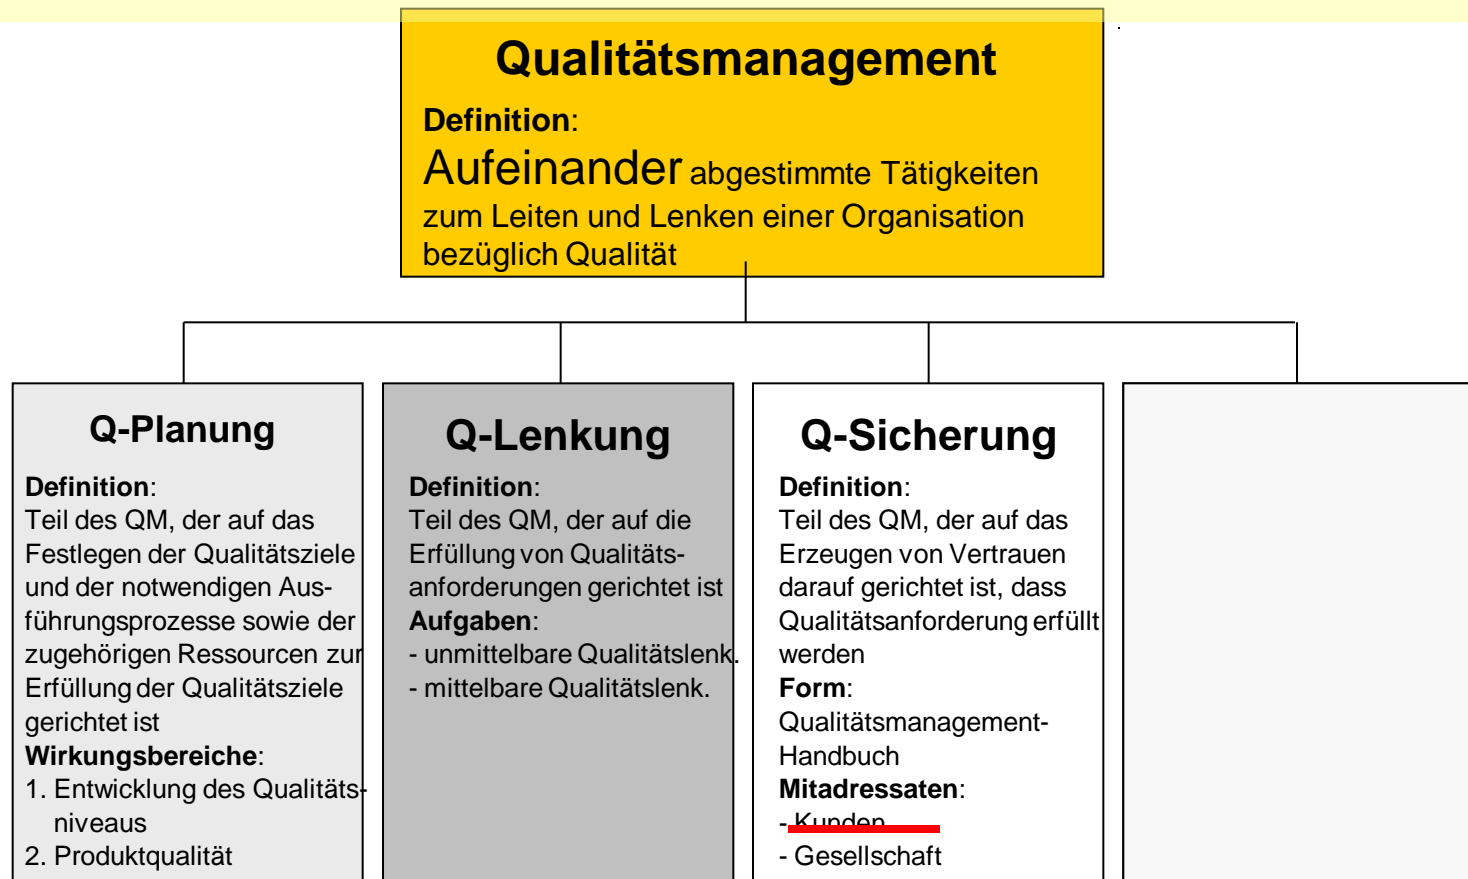 Qualitätsmanagement
Definition:
Aufeinander abgestimmte Tätigkeiten
zum Leiten und Lenken einer Organisation
bezüglich Qualität
Q-Planung
Definition:
Teil des QM, der auf das
Festlegen der Qualitätsziele
und der notwendigen Aus-
führungsprozesse sowie der
zugehörigen Ressourcen zur
Erfüllung der Qualitätsziele
gerichtet ist
Wirkungsbereiche:
1. Entwicklung des Qualitäts-
niveaus
2. Produktqualität
Q-Lenkung
Definition:
Teil des QM, der auf die
Erfüllung von Qualitäts-
anforderungen gerichtet ist
Aufgaben:
- unmittelbare Qualitätslenk.
- mittelbare Qualitätslenk.
Q-Sicherung
Definition:
Teil des QM, der auf das
Erzeugen von Vertrauen
darauf gerichtet ist, dass
Qualitätsanforderung erfüllt
werden
Form:
Qualitätsmanagement-
Handbuch
Mitadressaten:
- Kunden
- Gesellschaft